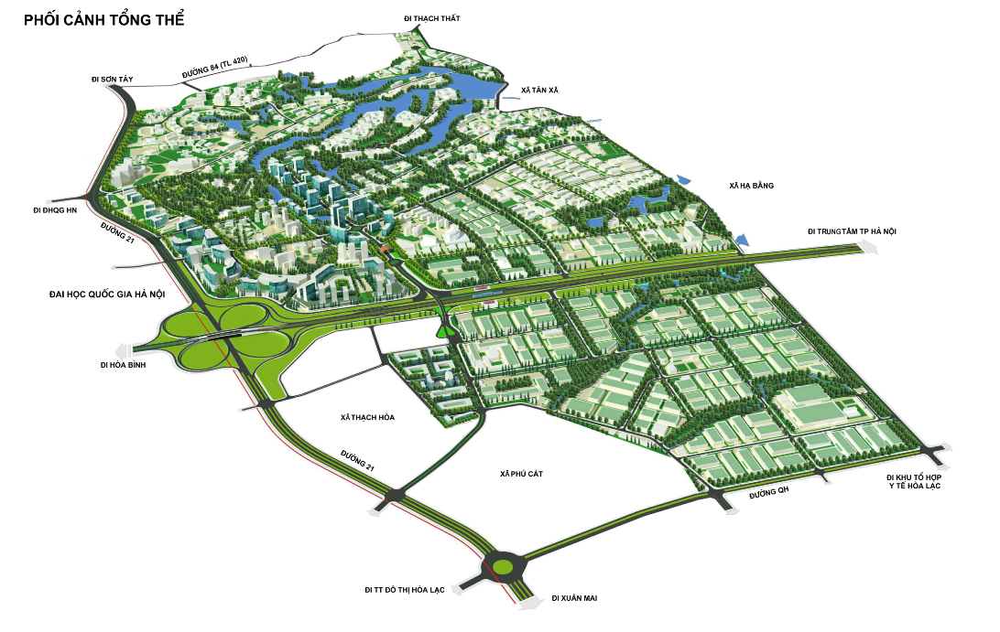 PHỐI CẢNH TỔNG THỂ
ĐI THẠCH THẤT
ĐƯỜNG 84 (TL 420)
ĐI SƠN TÂY
XÃ TÂN XÃ
XÃ HẠ BẰNG
ĐI ĐHQG HN
ĐƯỜNG 21
ĐI TRUNG TÂM TP HÀ NỘI
ĐAI HỌC QUỐC GIA HÀ NỘI
ĐI HÒA BÌNH
XÃ THẠCH HÒA
ĐƯỜNG 21
XÃ PHÚ CÁT
ĐI KHU TỔ HỢP
Y TẾ HÒA LẠC
ĐƯỜNG QH
ĐI TT ĐÔ THỊ HÒA LẠC
ĐI XUÂN MAI